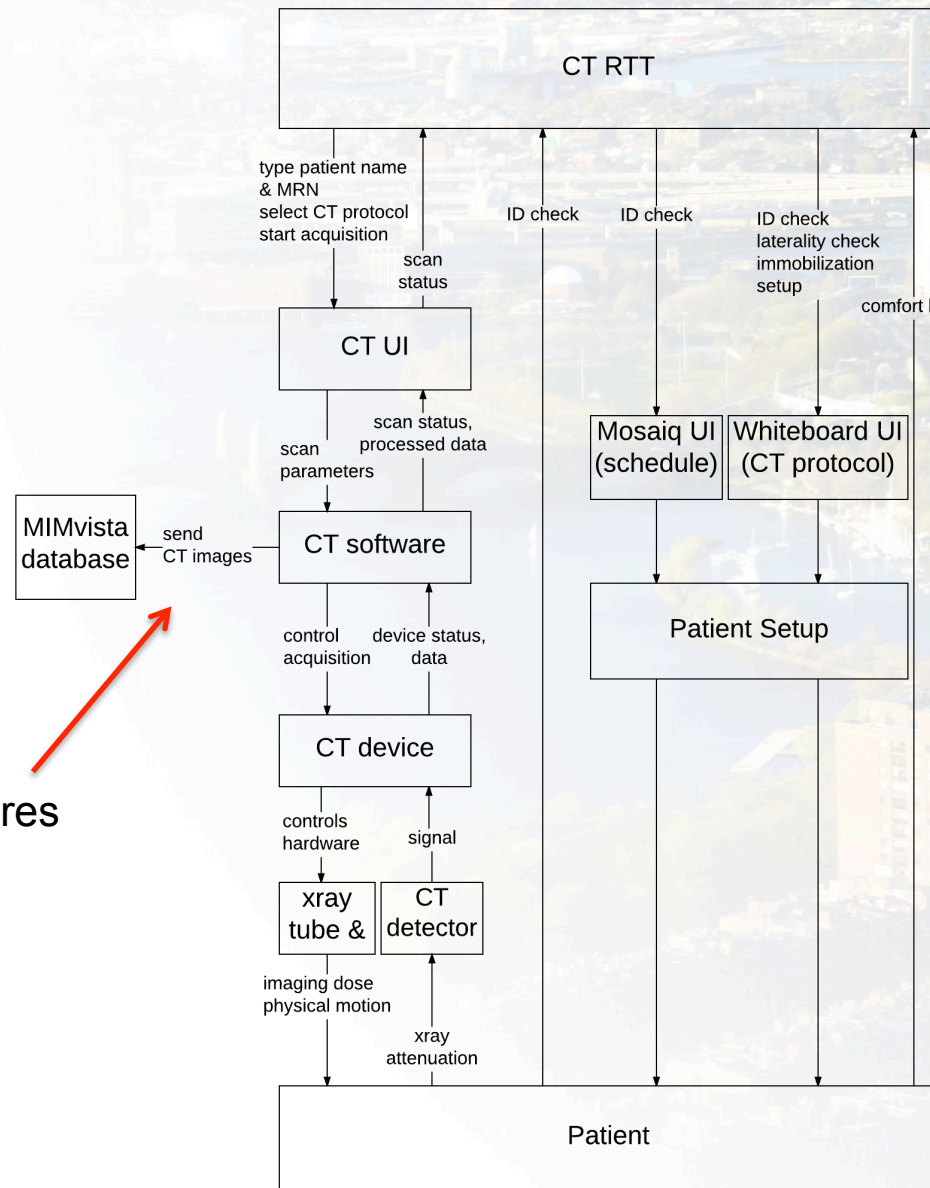 CT RTT
type patient name
& MRN
select CT protocol
start acquisition
scan
status
ID check
ID check
ID check
laterality check
immobilization
setup
comfort
CT UI
scan
parameters
scan status,
processed data
Mosaiq UI
(schedule)
Whiteboard UI
(CT protocol)
MIMvista
database
send
CT images
CT software
Patient Setup
control
acquisition
device status,
data
CT device
res
controls
hardware
signal
xray
tube &
CT
detector
imaging dose
physical motion
xray
attenuation
Patient